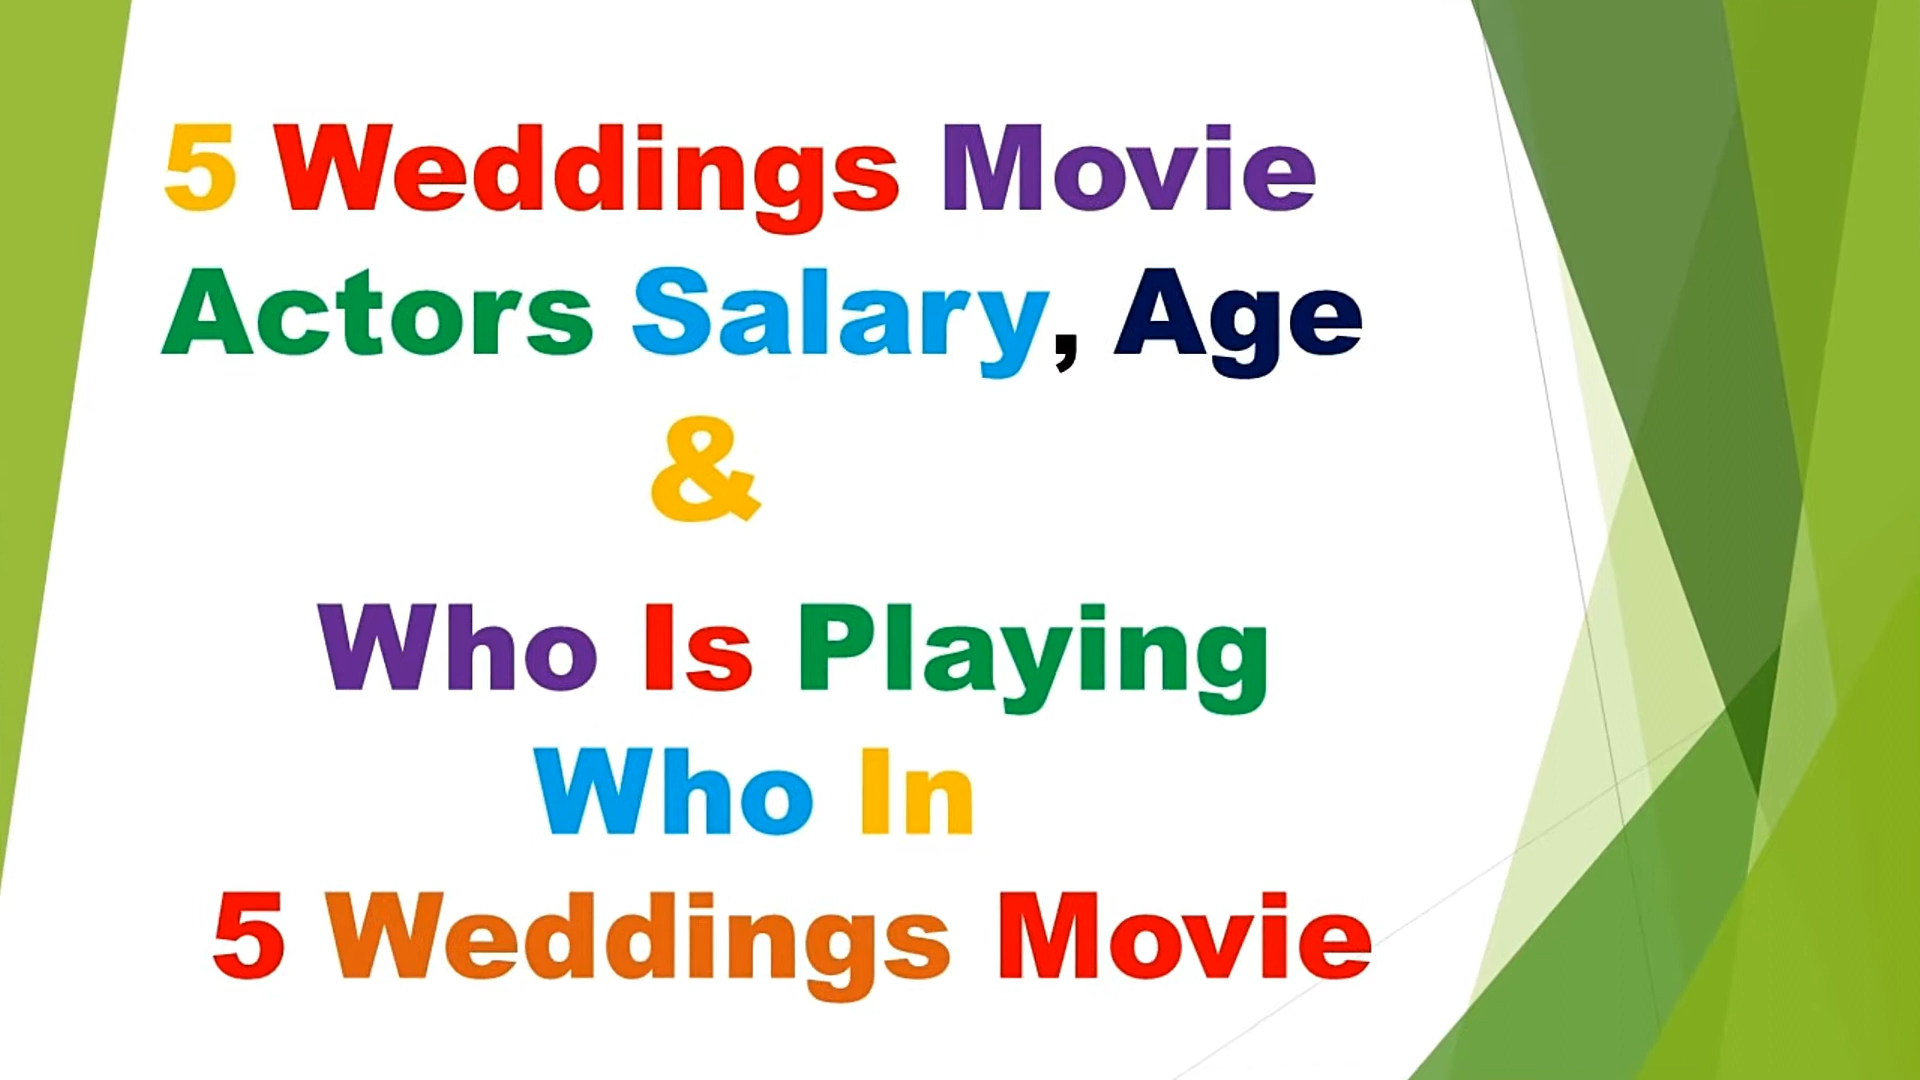 5 Weddings Movie
Actors Salary, Age
&
Who Is Playing
Who In
5 Weddings Movie